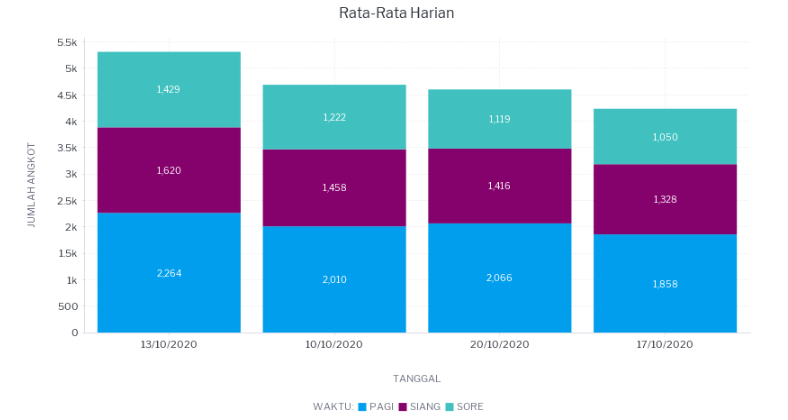 Rata-Rata Harian
5.5k
5k
4.5k
4k
3.5k
3k
2.5k
2k
1.5k
1k
500
0
JUMLAH ANGKOT
1,429 1,222 1,119 1,050
1,620 1,458 1,416 1,328
2,264 2,010 2,066 1,858
13/10/2020 10/10/2020 20/10/2020 17/10/2020
TANGGAL
WAKTU: PAGI SIANG SORE